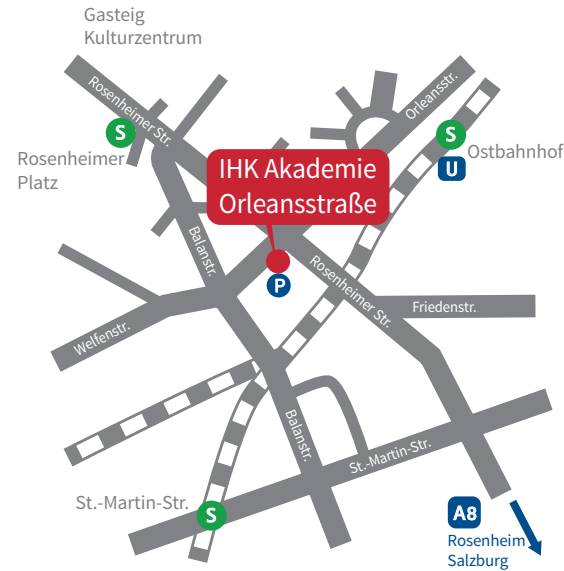 Gasteig
Kulturzentrum
Rosenheimer Str.
Orleansstr.
S
S
Ostbahnhof
U
Rosenheimer
Platz
IHK Akademie
Orleansstraße
Balanstr.
P
Rosenheimer Str.
Friedenstr.
Welfenstr.
Balanstr.
St.-Martin-Str.
St.-Martin-Str.
S
A8
Rosenheim
Salzburg